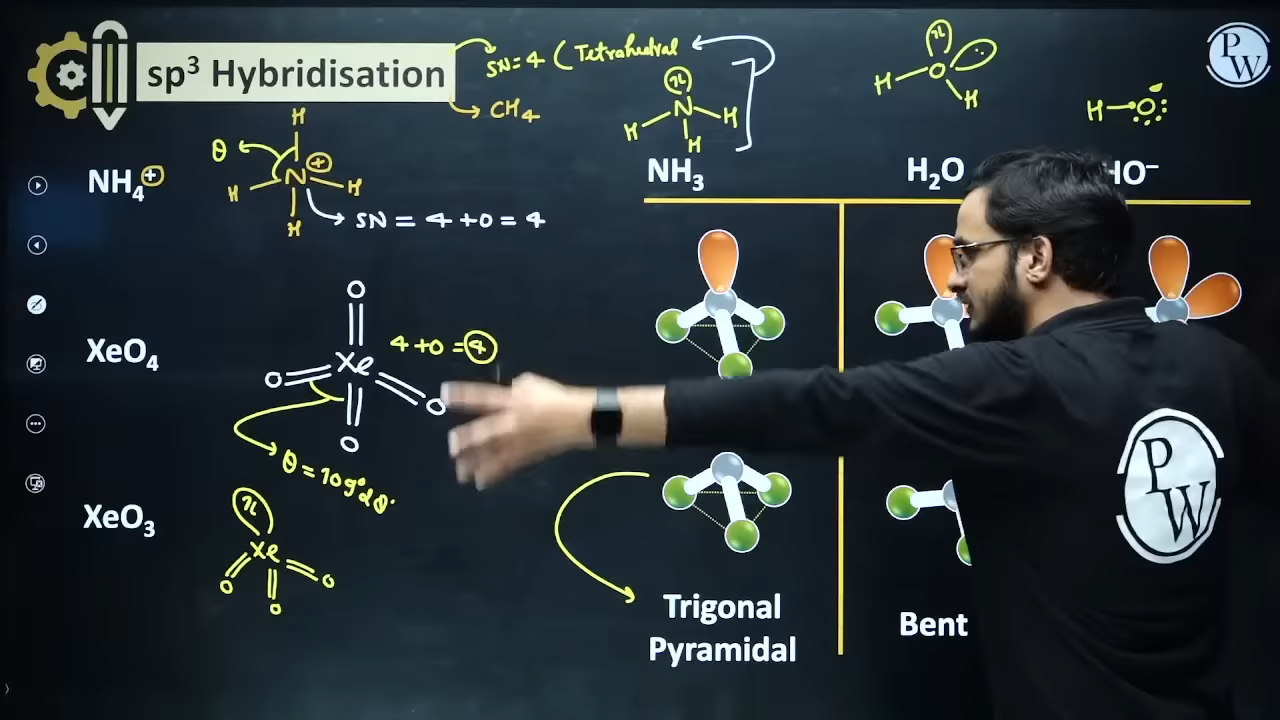 sp³ Hybridisation
SN = 4 (Tetrahedral
CH₄
NH₄⊕
θ
H
H N⊕ H
H
SN = 4 + 0 = 4
H N H
H
NH₃
H O H
H₂O
H O
HO⁻
XeO₄
O
O Xe O
O
4 + 0 = 4
θ = 109°28'
XeO₃
Xe
O O O
Trigonal
Pyramidal
Bent
P
W
P
W